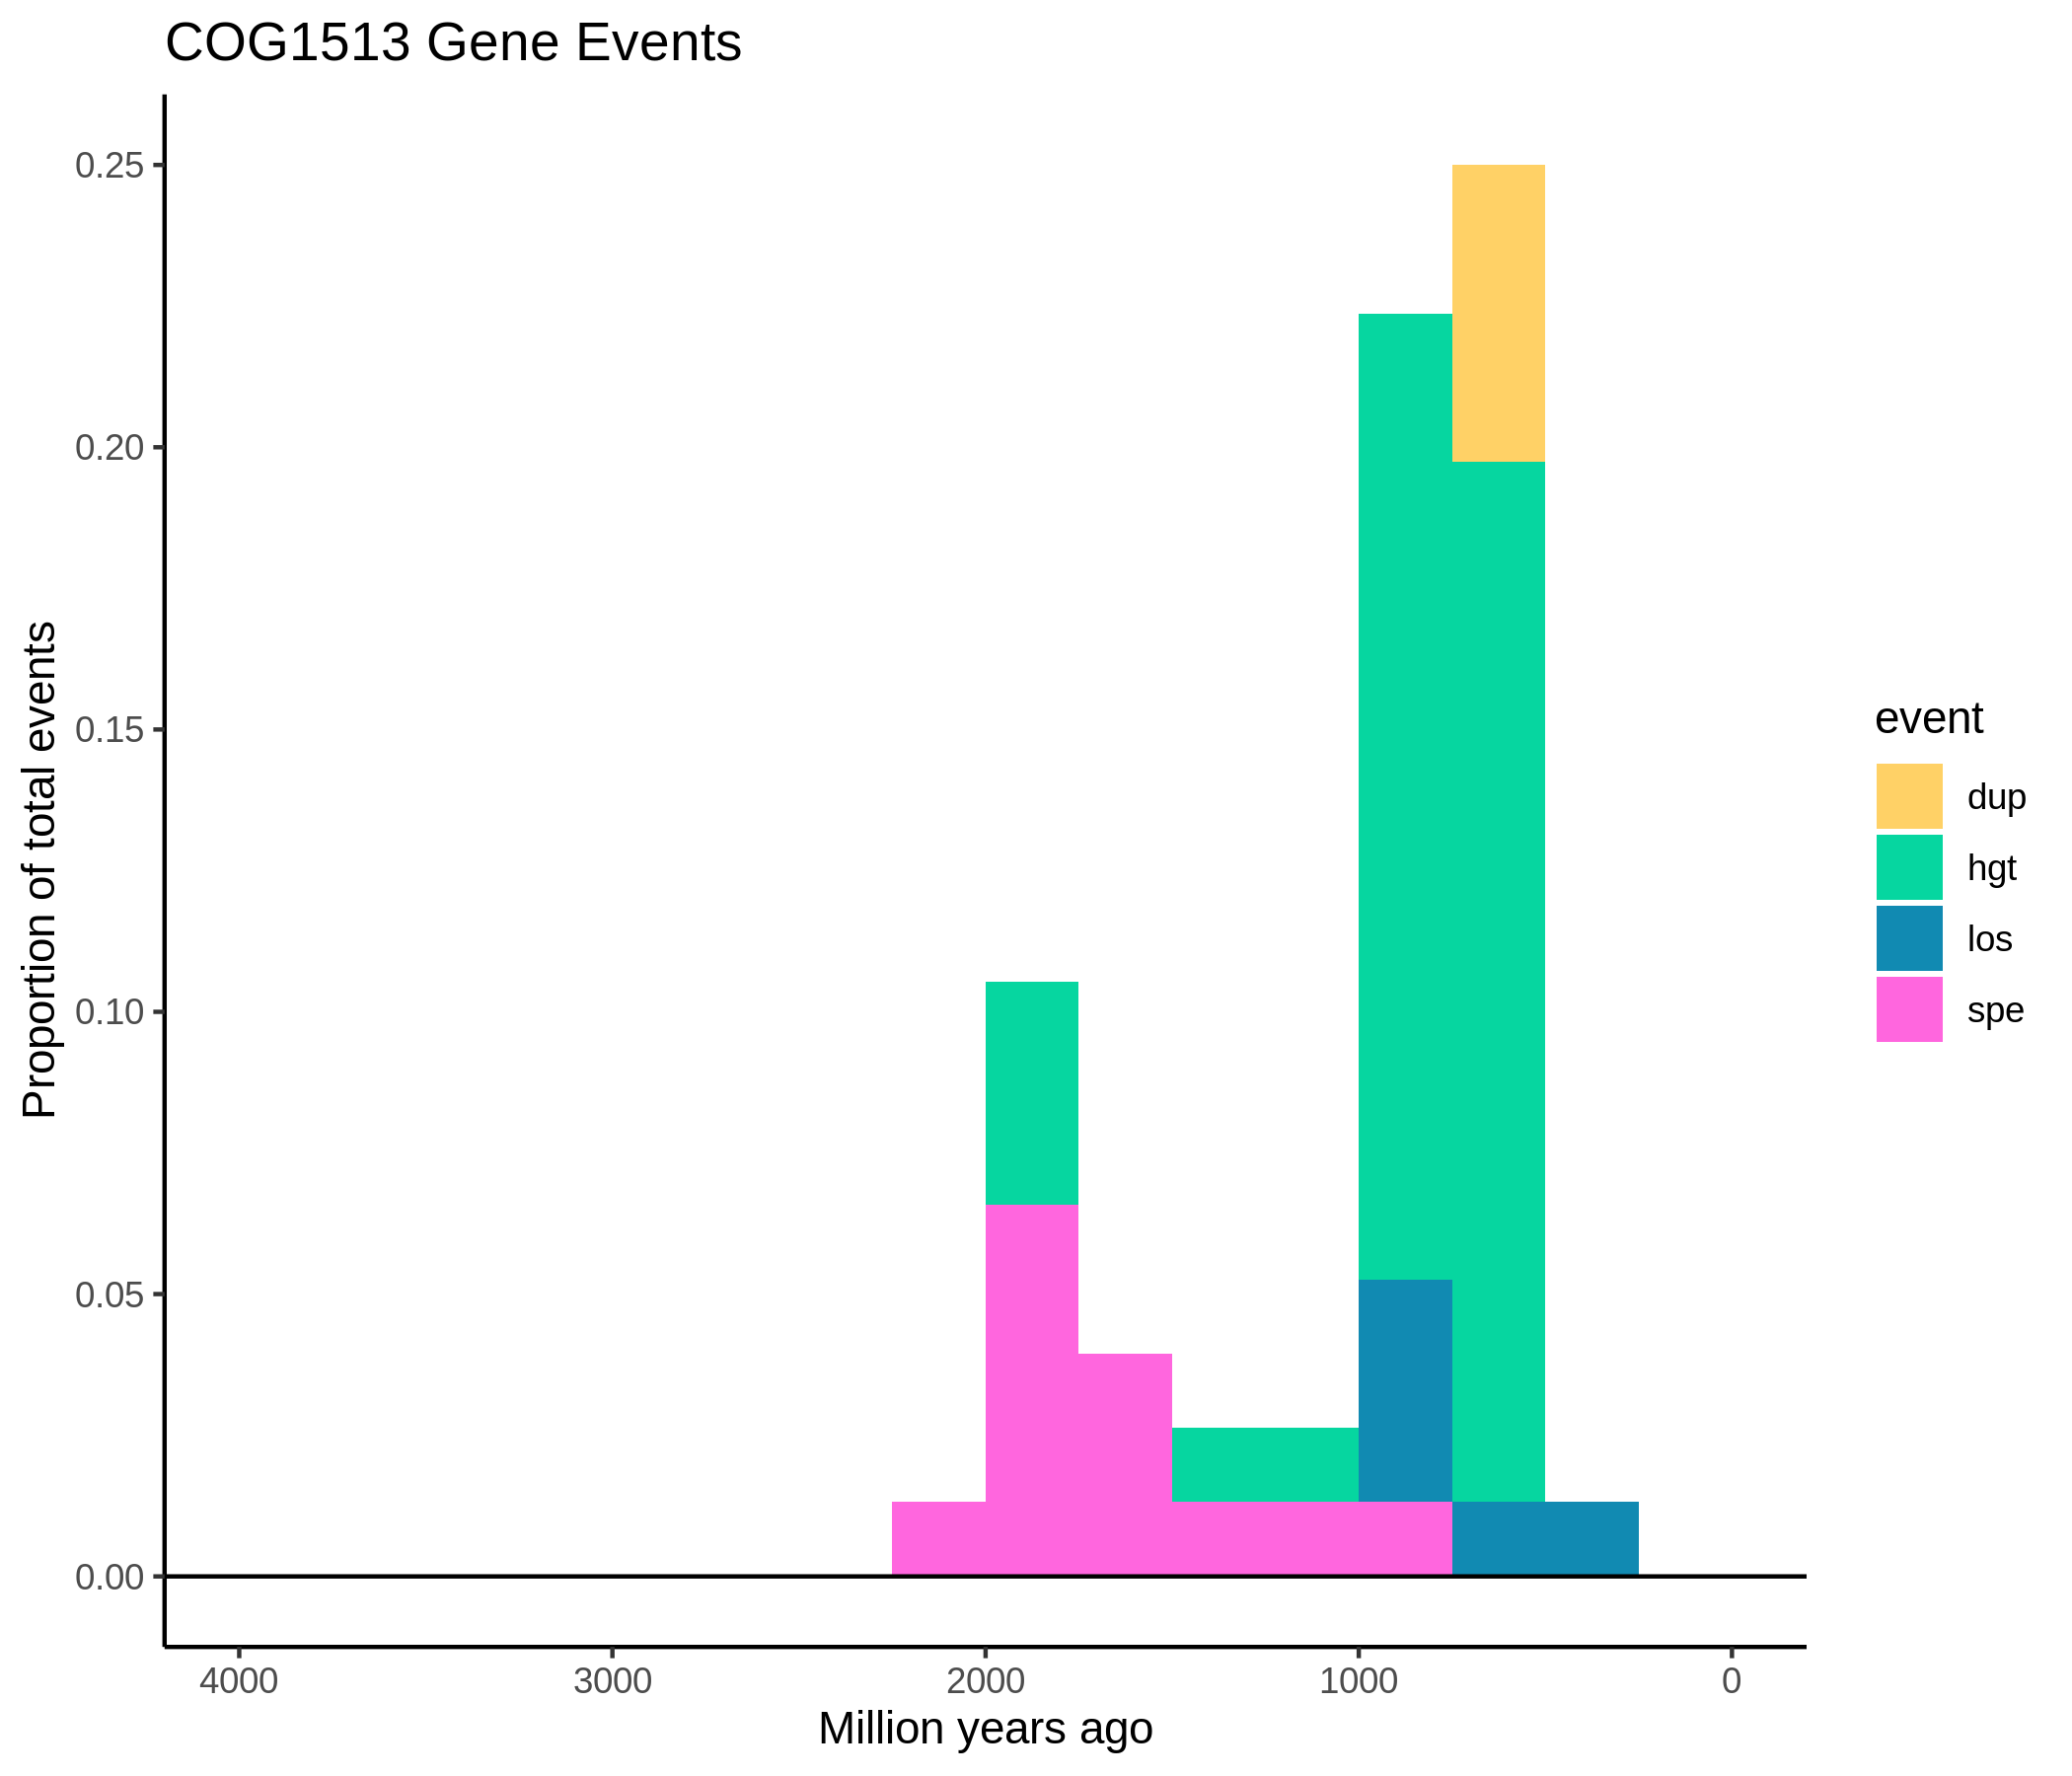 COG1513 Gene Events
Proportion of total events
0.25
0.20
0.15
0.10
0.05
0.00
4000 3000 2000 1000 0
Million years ago
event
dup
hgt
los
spe